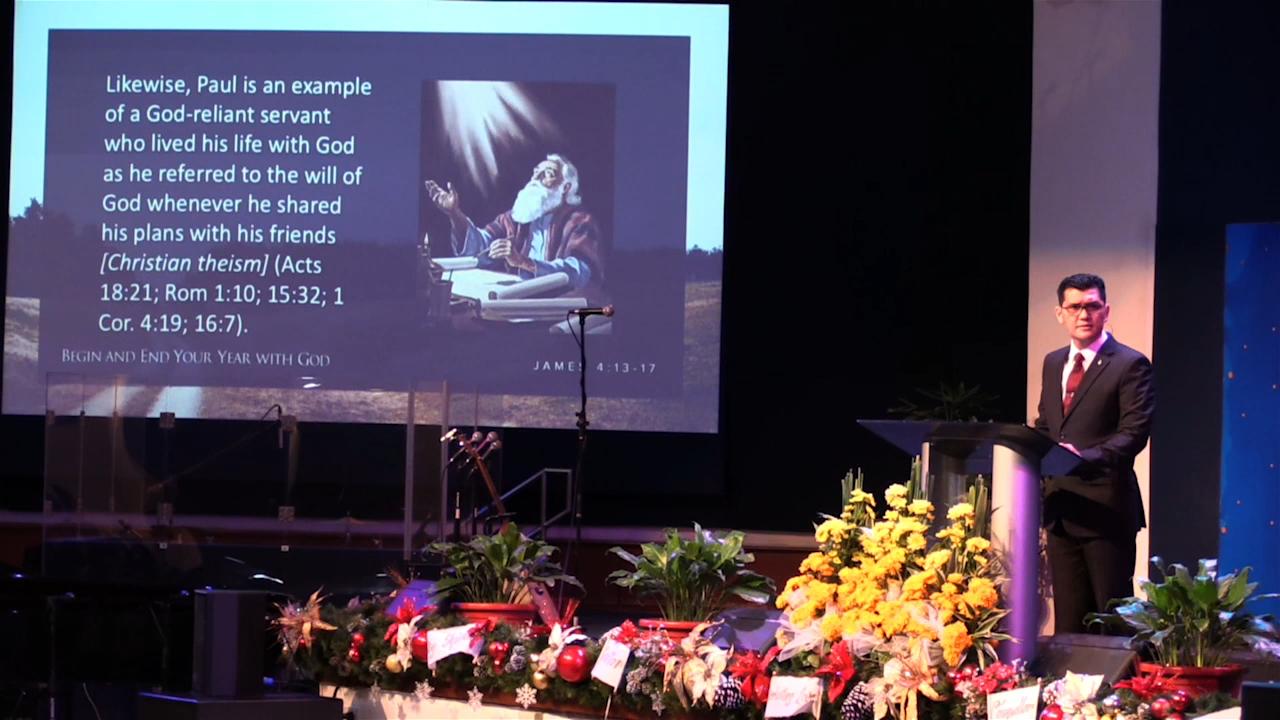 Likewise, Paul is an example
of a God-reliant servant
who lived his life with God
as he referred to the will of
God whenever he shared
his plans with his friends
[Christian theism] (Acts
18:21; Rom 1:10; 15:32; 1
Cor. 4:19; 16:7).
BEGIN AND END YOUR YEAR WITH GOD
JAMES 4:13-17